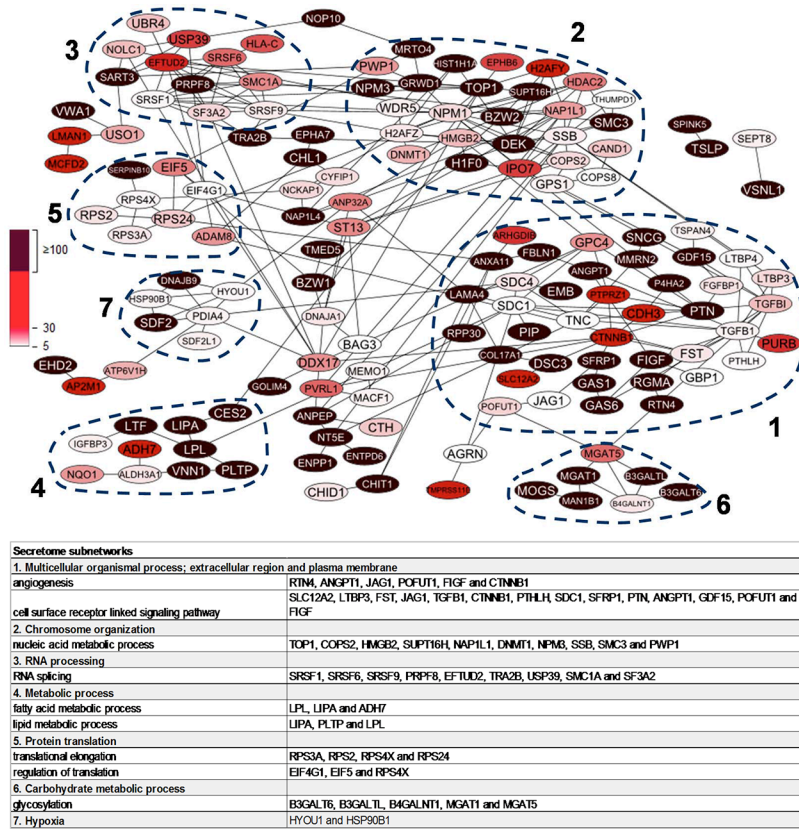 UBR4
NOP10
3
NOLC1 USP39 HLA-C
2
EFTUD2 SRSF6
MRTO4
HIST1H1A EPHB6 H2AFY
SART3 PRPF8 SMC1A
PWP1 GRWD1
NPM3 TOP1 SUPT16H HDAC2
SRSF1 SF3A2 SRSF9
WDR5 NPM1 BZW2 NAP1L1 THUMPD1
VWA1
SMC3
LMAN1 USO1
TRA2B EPHA7
H2AFZ HMGB2 DEK SSB
SPINK5
TSLP
SEPT8
MCFD2
CHL1
DNMT1 H1F0 IPO7 COPS2 CAND1
VSNL1
SERPINB10 EIF5
CYFIP1
GPS1 COPS8
5
RPS4X EIF4G1
NCKAP1
ANP32A
NAP1L4
RPS2 RPS24
ST13
RPS3A ADAM8
≥100
30
5
TMED5
ARHGDIB FBLN1
GPC4 SNCG TSPAN4
ANXA11
MMRN2 GDF15 LTBP4
7
DNAJB9
BZW1
ANGPT1
LTBP3
HSP90B1 HYOU1
LAMA4 SDC4 EMB PTPRZ1 P4HA2 FGFBP1
SDC1 CDH3 PTN TGFBI
SDF2 PDIA4
DNAJA1
TNC
SDF2L1
BAG3
RPP30 PIP CTNNB1 TGFB1
PURB
EHD2
ATP6V1H
DDX17
MEMO1
COL17A1 DSC3 SFRP1 FIGF FST PTHLH
AP2M1
GOLIM4
PVRL1
MACF1
SLC12A2 GAS1 RGMA GBP1
POFUT1 JAG1 GAS6 RTN4
1
CES2
ANPEP
CTH
LTF LIPA
NT5E
IGFBP3 ADH7 LPL
ENTPD6
AGRN
MGAT5
4
NQO1 ALDH3A1 VNN1 PLTP
ENPP1
CHID1 CHIT1
TMPRSS11E
MGAT1 B3GALTL
MOGS MAN1B1 B4GALNT1 B3GALT6
6
Secretome subnetworks
1. Multicellular organismal process; extracellular region and plasma membrane
angiogenesis RTN4, ANGPT1, JAG1, POFUT1, FIGF and CTNNB1
SLC12A2, LTBP3, FST, JAG1, TGFB1, CTNNB1, PTHLH, SDC1, SFRP1, PTN, ANGPT1, GDF15, POFUT1 and
cell surface receptor linked signaling pathway FIGF
2. Chromosome organization
nucleic acid metabolic process TOP1, COPS2, HMGB2, SUPT16H, NAP1L1, DNMT1, NPM3, SSB, SMC3 and PWP1
3. RNA processing
RNA splicing SRSF1, SRSF6, SRSF9, PRPF8, EFTUD2, TRA2B, USP39, SMC1A and SF3A2
4. Metabolic process
fatty acid metabolic process LPL, LIPA and ADH7
lipid metabolic process LIPA, PLTP and LPL
5. Protein translation
translational elongation RPS3A, RPS2, RPS4X and RPS24
regulation of translation EIF4G1, EIF5 and RPS4X
6. Carbohydrate metabolic process
glycosylation B3GALT6, B3GALTL, B4GALNT1, MGAT1 and MGAT5
7. Hypoxia HYOU1 and HSP90B1